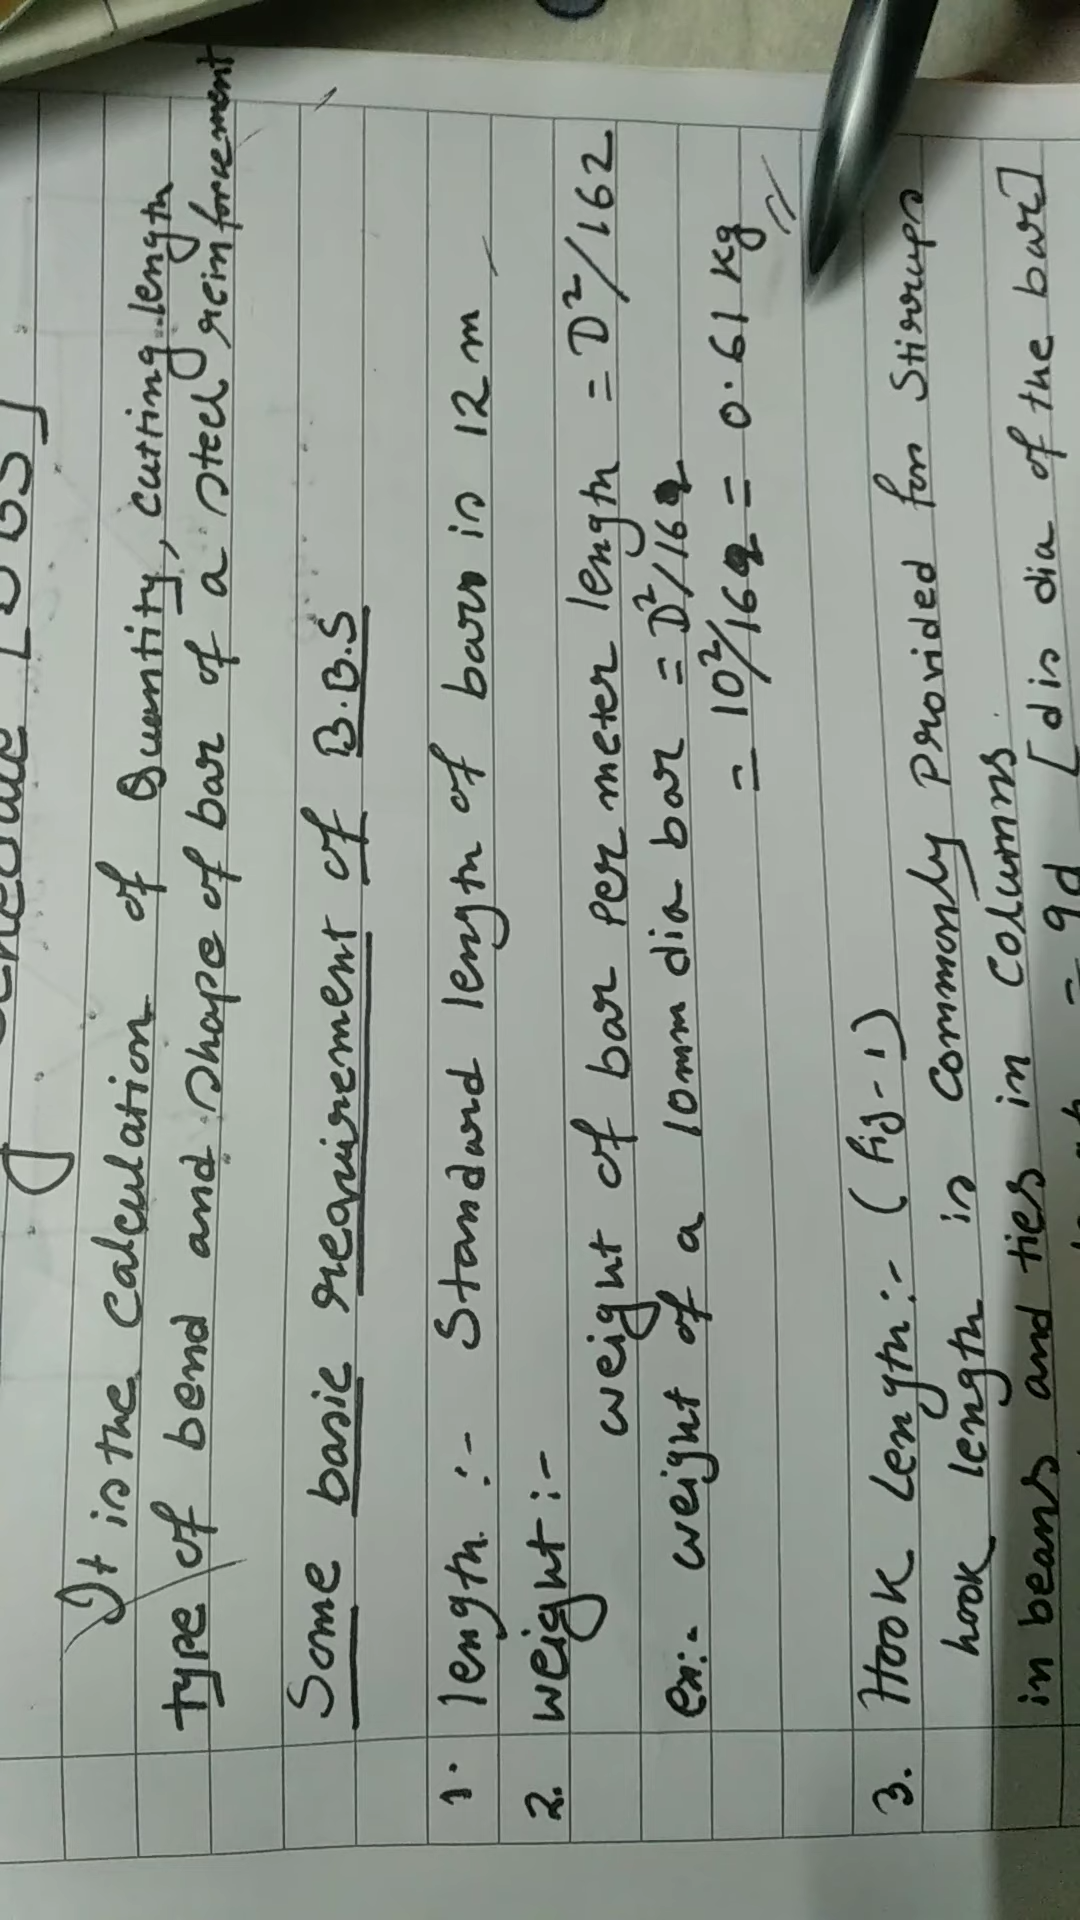 [BBS]
It is the calculation of Quantity, cutting length
type of bend and shape of bar of a steel reinforcement
Some basic requirement of B.B.S
1. length :- Standard length of bars is 12 m
2. weight :-
weight of bar per meter length = D²/162
ex:- weight of a 10mm dia bar = D²/162
= 10²/162 = 0.61 kg
3. Hook Length :- (fig-1)
hook length is commonly provided for Stirrups
in beams and ties in columns.
= 9d [d is dia of the bar]